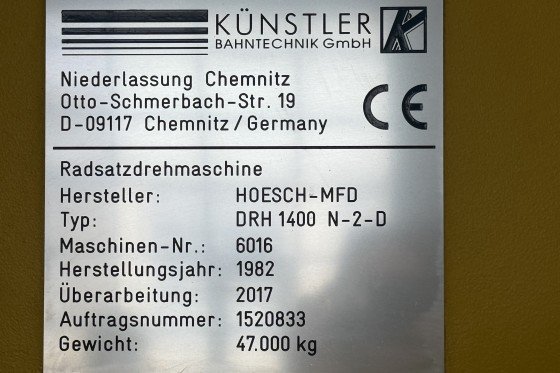 KÜNSTLER
BAHNTECHNIK GmbH
K
Niederlassung Chemnitz
Otto-Schmerbach-Str. 19
D-09117 Chemnitz/Germany
CE
Radsatzdrehmaschine
Hersteller: HOESCH-MFD
Typ: DRH 1400 N-2-D
Maschinen-Nr.: 6016
Herstellungsjahr: 1982
Überarbeitung: 2017
Auftragsnummer: 1520833
Gewicht: 47.000 kg